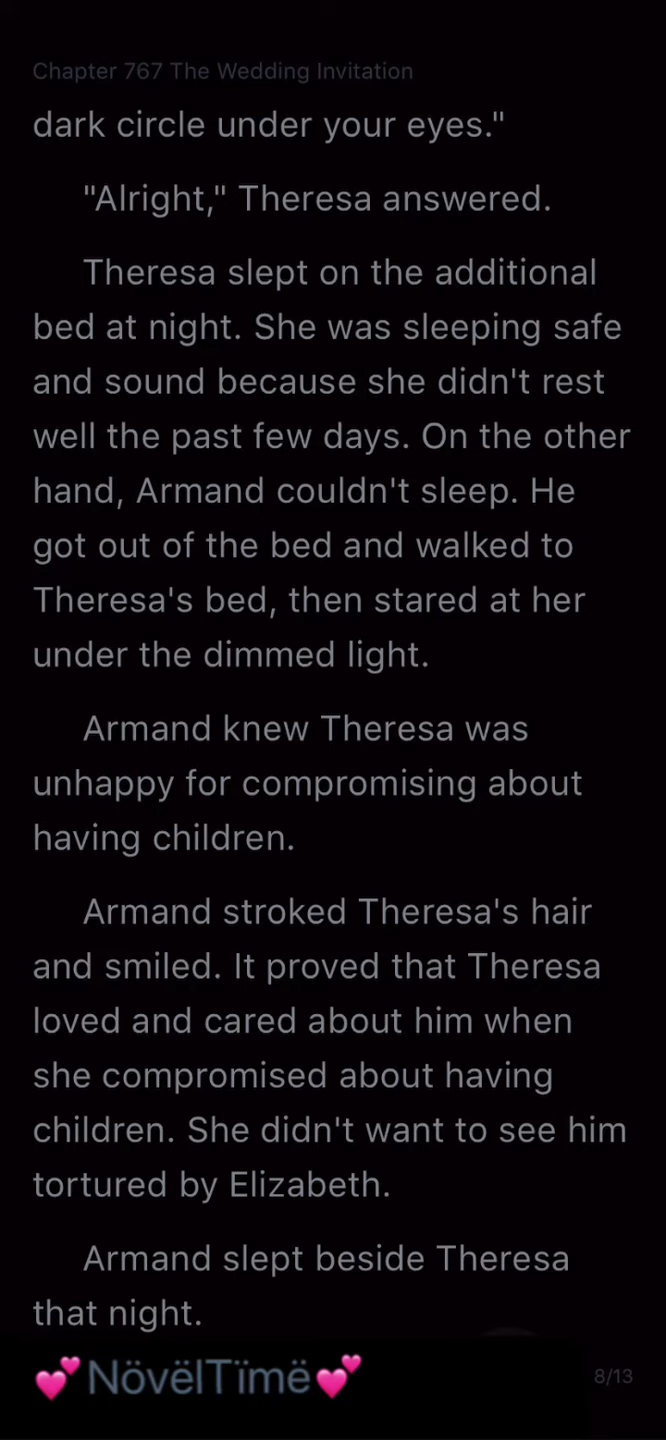 Chapter 767 The Wedding Invitation
dark circle under your eyes."
"Alright," Theresa answered.
Theresa slept on the additional
bed at night. She was sleeping safe
and sound because she didn't rest
well the past few days. On the other
hand, Armand couldn't sleep. He
got out of the bed and walked to
Theresa's bed, then stared at her
under the dimmed light.
Armand knew Theresa was
unhappy for compromising about
having children.
Armand stroked Theresa's hair
and smiled. It proved that Theresa
loved and cared about him when
she compromised about having
children. She didn't want to see him
tortured by Elizabeth.
Armand slept beside Theresa
that night.
💕NövëlTïmë💕
8/13